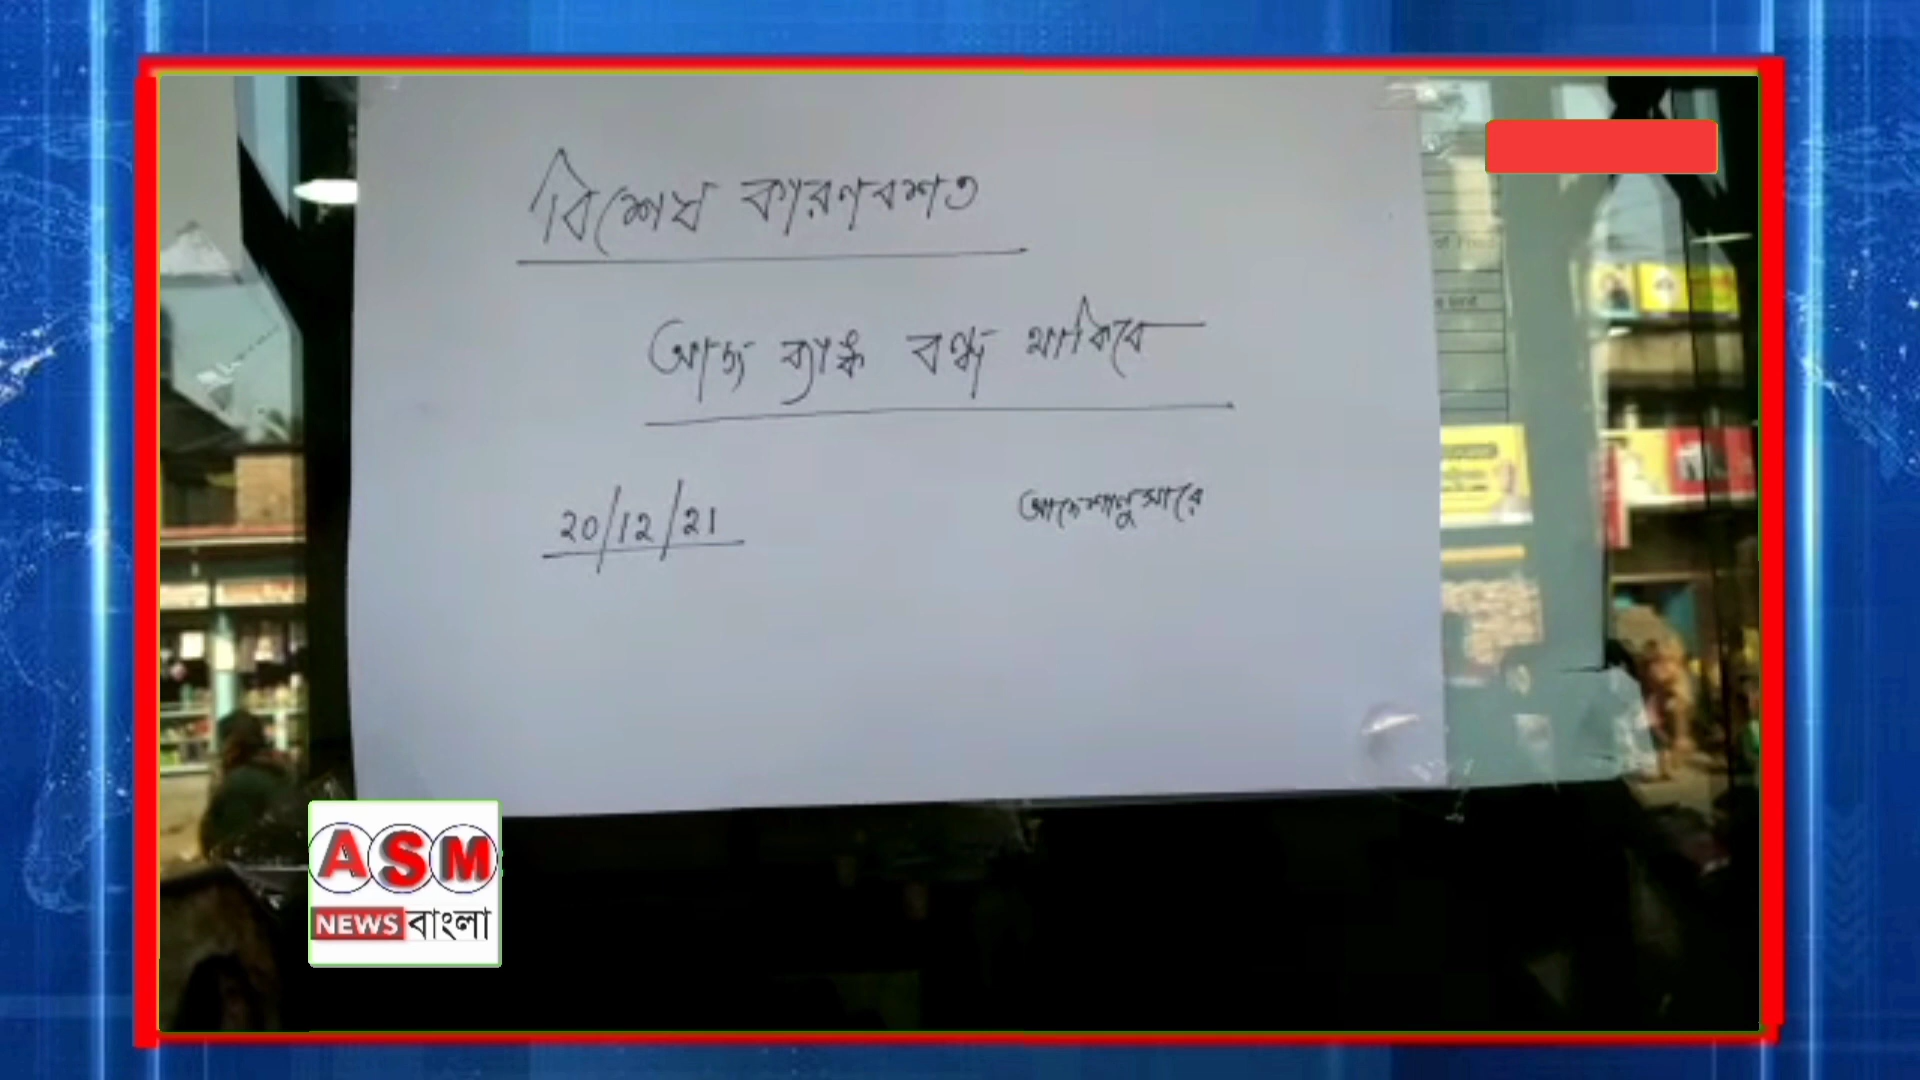 বিশেষ কারণবশত
আজ ব্যাঙ্ক বন্ধ থাকিবে
20/12/21
আদেশানুসারে
ASM
NEWS বাংলা